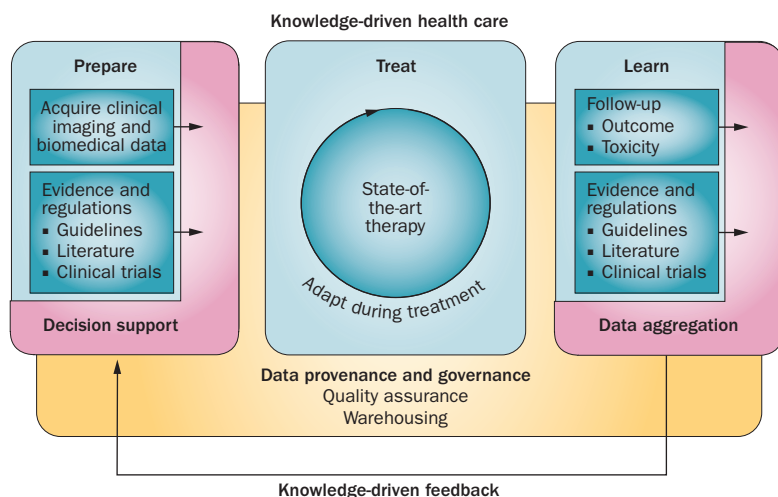 Knowledge-driven health care
Prepare
Acquire clinical
imaging and
biomedical data
Evidence and
regulations
▪ Guidelines
▪ Literature
▪ Clinical trials
Decision support
Treat
State-of-
the-art
therapy
Adapt during treatment
Learn
Follow-up
▪ Outcome
▪ Toxicity
Evidence and
regulations
▪ Guidelines
▪ Literature
▪ Clinical trials
Data aggregation
Data provenance and governance
Quality assurance
Warehousing
Knowledge-driven feedback